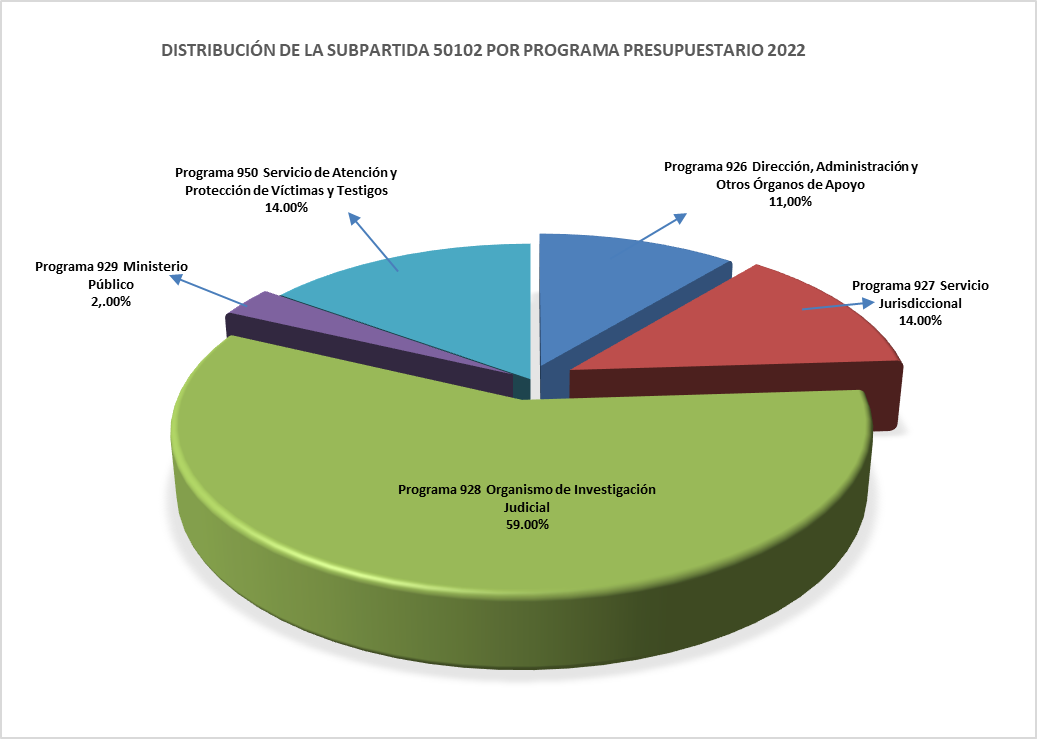 DISTRIBUCIÓN DE LA SUBPARTIDA 50102 POR PROGRAMA PRESUPUESTARIO 2022
Programa 950 Servicio de Atención y
Protección de Víctimas y Testigos
14.00%
Programa 926 Dirección, Administración y
Otros Órganos de Apoyo
11,00%
Programa 929 Ministerio
Público
2,.00%
Programa 927 Servicio
Jurisdiccional
14.00%
Programa 928 Organismo de Investigación
Judicial
59.00%